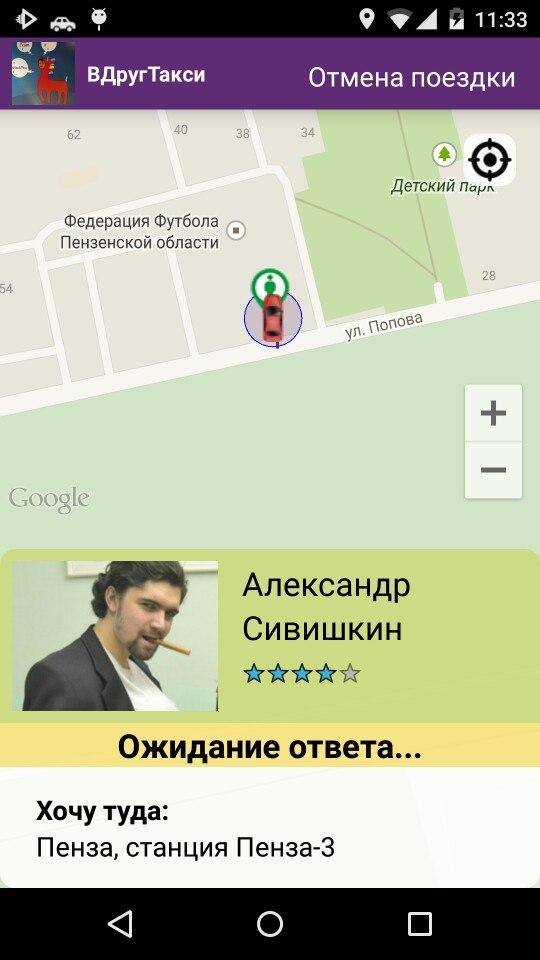 11:33
ВДругТакси
Отмена поездки
62
40
38
34
Детский парк
Федерация Футбола
Пензенской области
54
28
ул. Попова
+
−
Google
Александр
Сивишкин
Ожидание ответа...
Хочу туда:
Пенза, станция Пенза-3